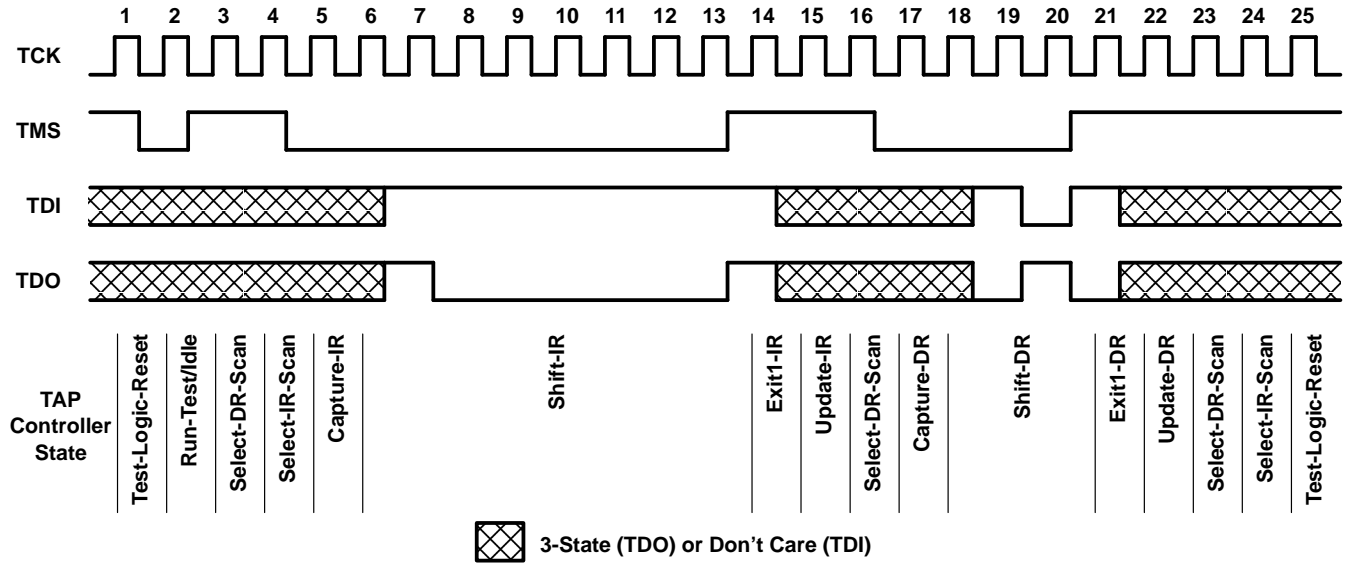 1 2 3 4 5 6 7 8 9 10 11 12 13 14 15 16 17 18 19 20 21 22 23 24 25
TCK
TMS
TDI
TDO
TAP
Controller
State
Test-Logic-Reset
Run-Test/Idle
Select-DR-Scan
Select-IR-Scan
Capture-IR
Shift-IR
Exit1-IR
Update-IR
Select-DR-Scan
Capture-DR
Shift-DR
Exit1-DR
Update-DR
Select-DR-Scan
Select-IR-Scan
Test-Logic-Reset
3-State (TDO) or Don't Care (TDI)